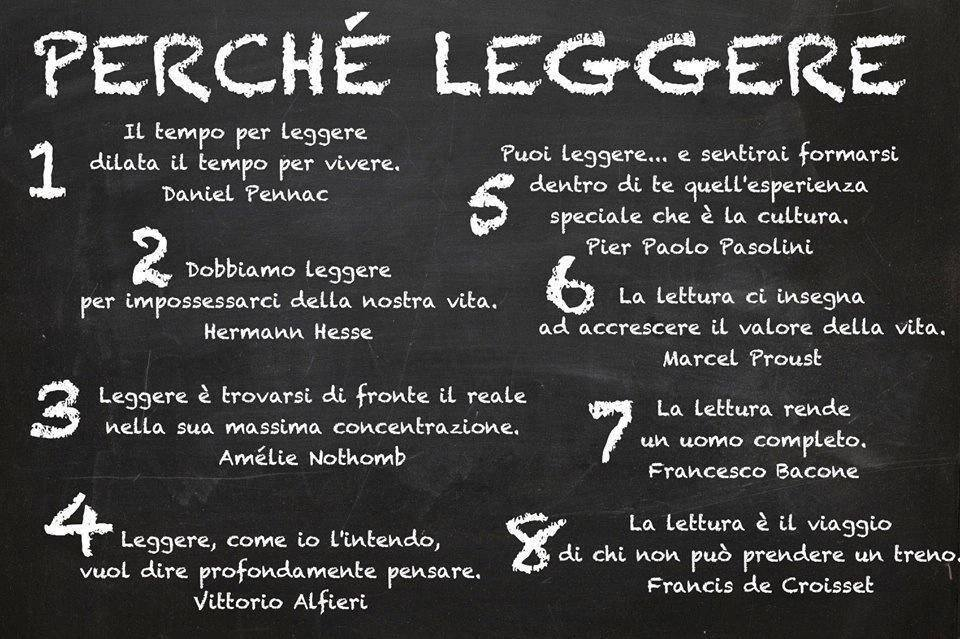 PERCHÉ LEGGERE
1
Il tempo per leggere
dilata il tempo per vivere.
Daniel Pennac
2
Dobbiamo leggere
per impossessarci della nostra vita.
Hermann Hesse
3
Leggere è trovarsi di fronte il reale
nella sua massima concentrazione.
Amélie Nothomb
4
Leggere, come io l'intendo,
vuol dire profondamente pensare.
Vittorio Alfieri
5
Puoi leggere... e sentirai formarsi
dentro di te quell'esperienza
speciale che è la cultura.
Pier Paolo Pasolini
6
La lettura ci insegna
ad accrescere il valore della vita.
Marcel Proust
7
La lettura rende
un uomo completo.
Francesco Bacone
8
La lettura è il viaggio
di chi non può prendere un treno.
Francis de Croisset